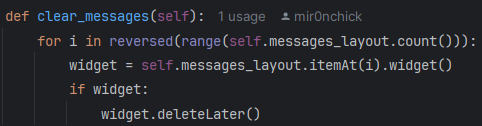 def clear_messages(self): 1 usage mir0nchick
    for i in reversed(range(self.messages_layout.count())):
        widget = self.messages_layout.itemAt(i).widget()
        if widget:
            widget.deleteLater()